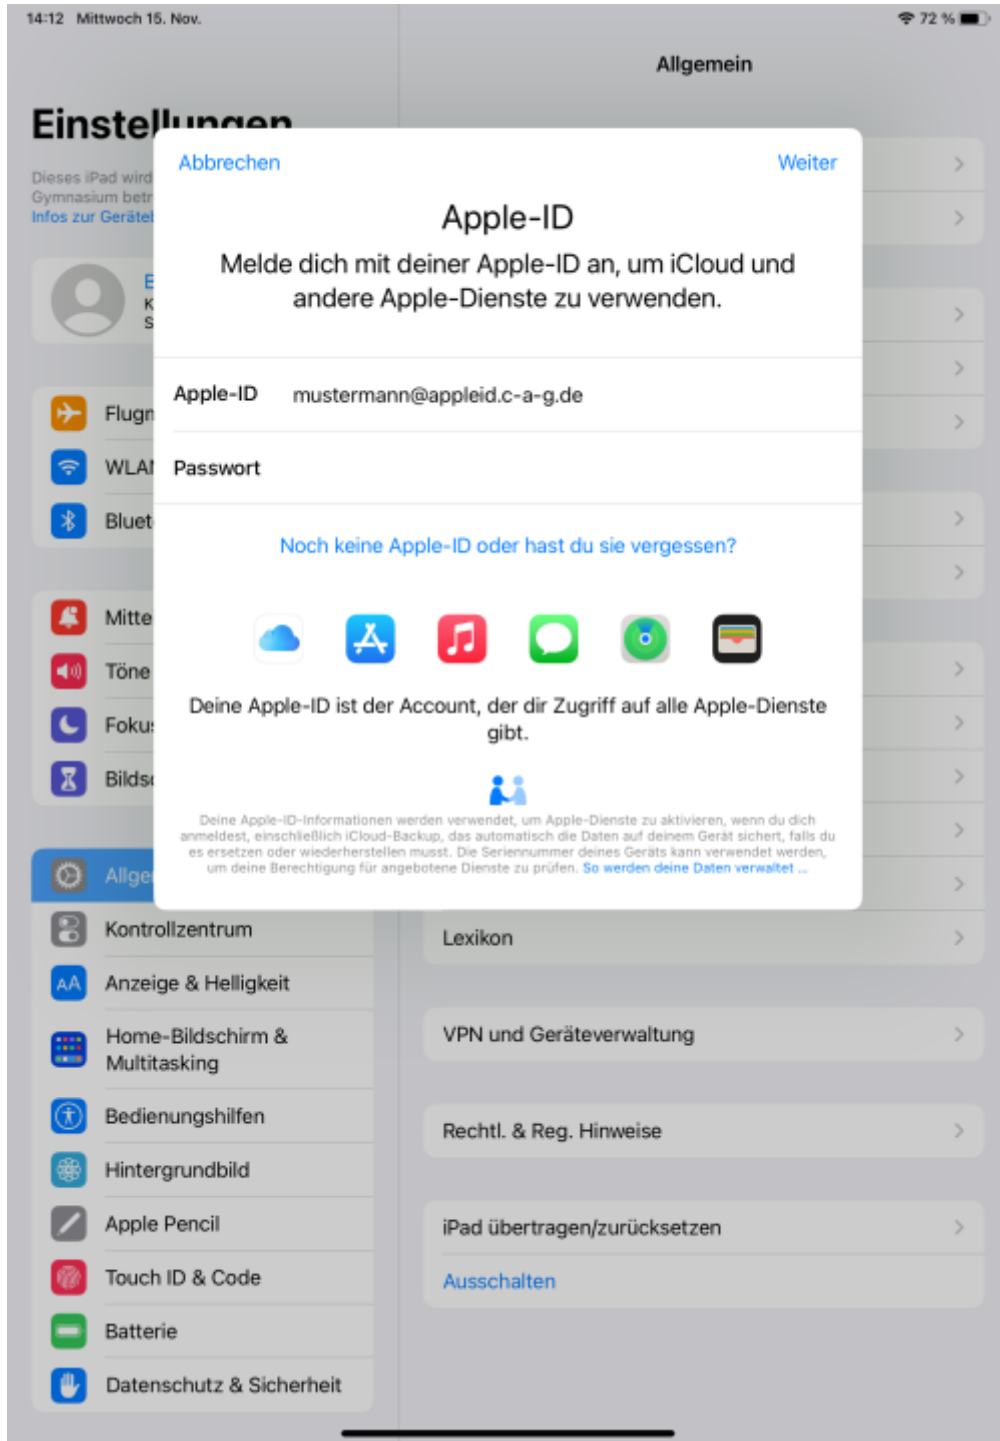 14:12 Mittwoch 15. Nov.
72 %
Allgemein
Einstellungen
Dieses iPad wird
Gymnasium betr
Infos zur Gerätet
E
K
S
Abbrechen
Weiter
Apple-ID
Melde dich mit deiner Apple-ID an, um iCloud und
andere Apple-Dienste zu verwenden.
Apple-ID mustermann@appleid.c-a-g.de
Passwort
Noch keine Apple-ID oder hast du sie vergessen?
Deine Apple-ID ist der Account, der dir Zugriff auf alle Apple-Dienste
gibt.
Deine Apple-ID-Informationen werden verwendet, um Apple-Dienste zu aktivieren, wenn du dich
anmeldest, einschließlich iCloud-Backup, das automatisch die Daten auf deinem Gerät sichert, falls du
es ersetzen oder wiederherstellen musst. Die Seriennummer deines Geräts kann verwendet werden,
um deine Berechtigung für angebotene Dienste zu prüfen. So werden deine Daten verwaltet ...
Flugm
WLAN
Bluet
Mitte
Töne
Fokus
Bildsc
Allge
Kontrollzentrum
AA Anzeige & Helligkeit
Home-Bildschirm &
Multitasking
Bedienungshilfen
Hintergrundbild
Apple Pencil
Touch ID & Code
Batterie
Datenschutz & Sicherheit
Lexikon
VPN und Geräteverwaltung
Rechtl. & Reg. Hinweise
iPad übertragen/zurücksetzen
Ausschalten